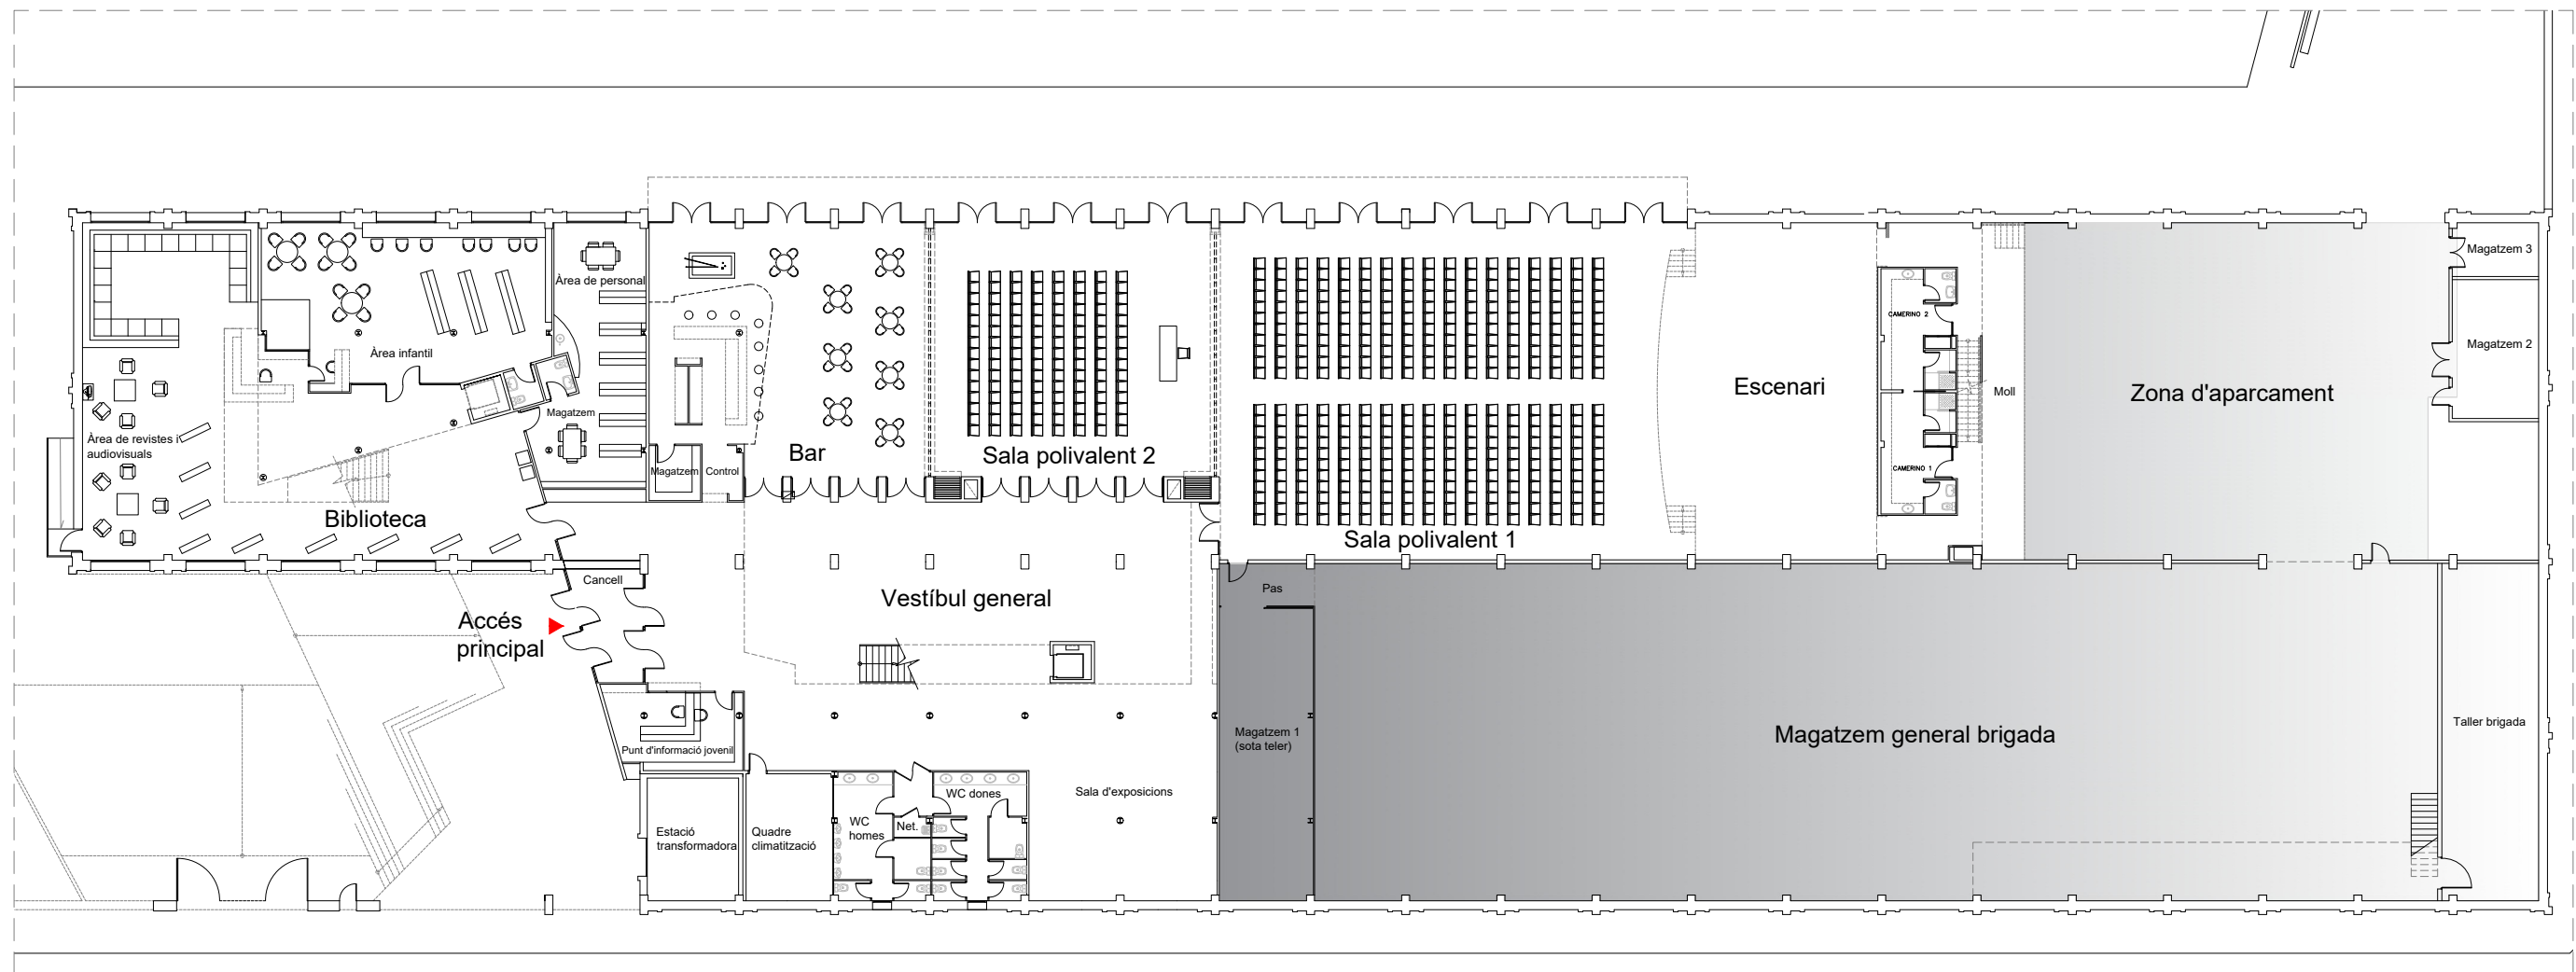 Magatzem 3
Àrea de personal
CAMERINO 2
Magatzem 2
Àrea infantil
Escenari
Moll
Zona d'aparcament
Magatzem
Àrea de revistes i
audiovisuals
Bar
Sala polivalent 2
Magatzem
Control
CAMERINO 1
Biblioteca
Sala polivalent 1
Cancell
Pas
Vestíbul general
Accés
principal
Magatzem 1
(sota teler)
Magatzem general brigada
Taller brigada
Punt d'informació jovenil
Sala d'exposicions
WC dones
Estació
transformadora
Quadre
climatització
WC
homes
Net.